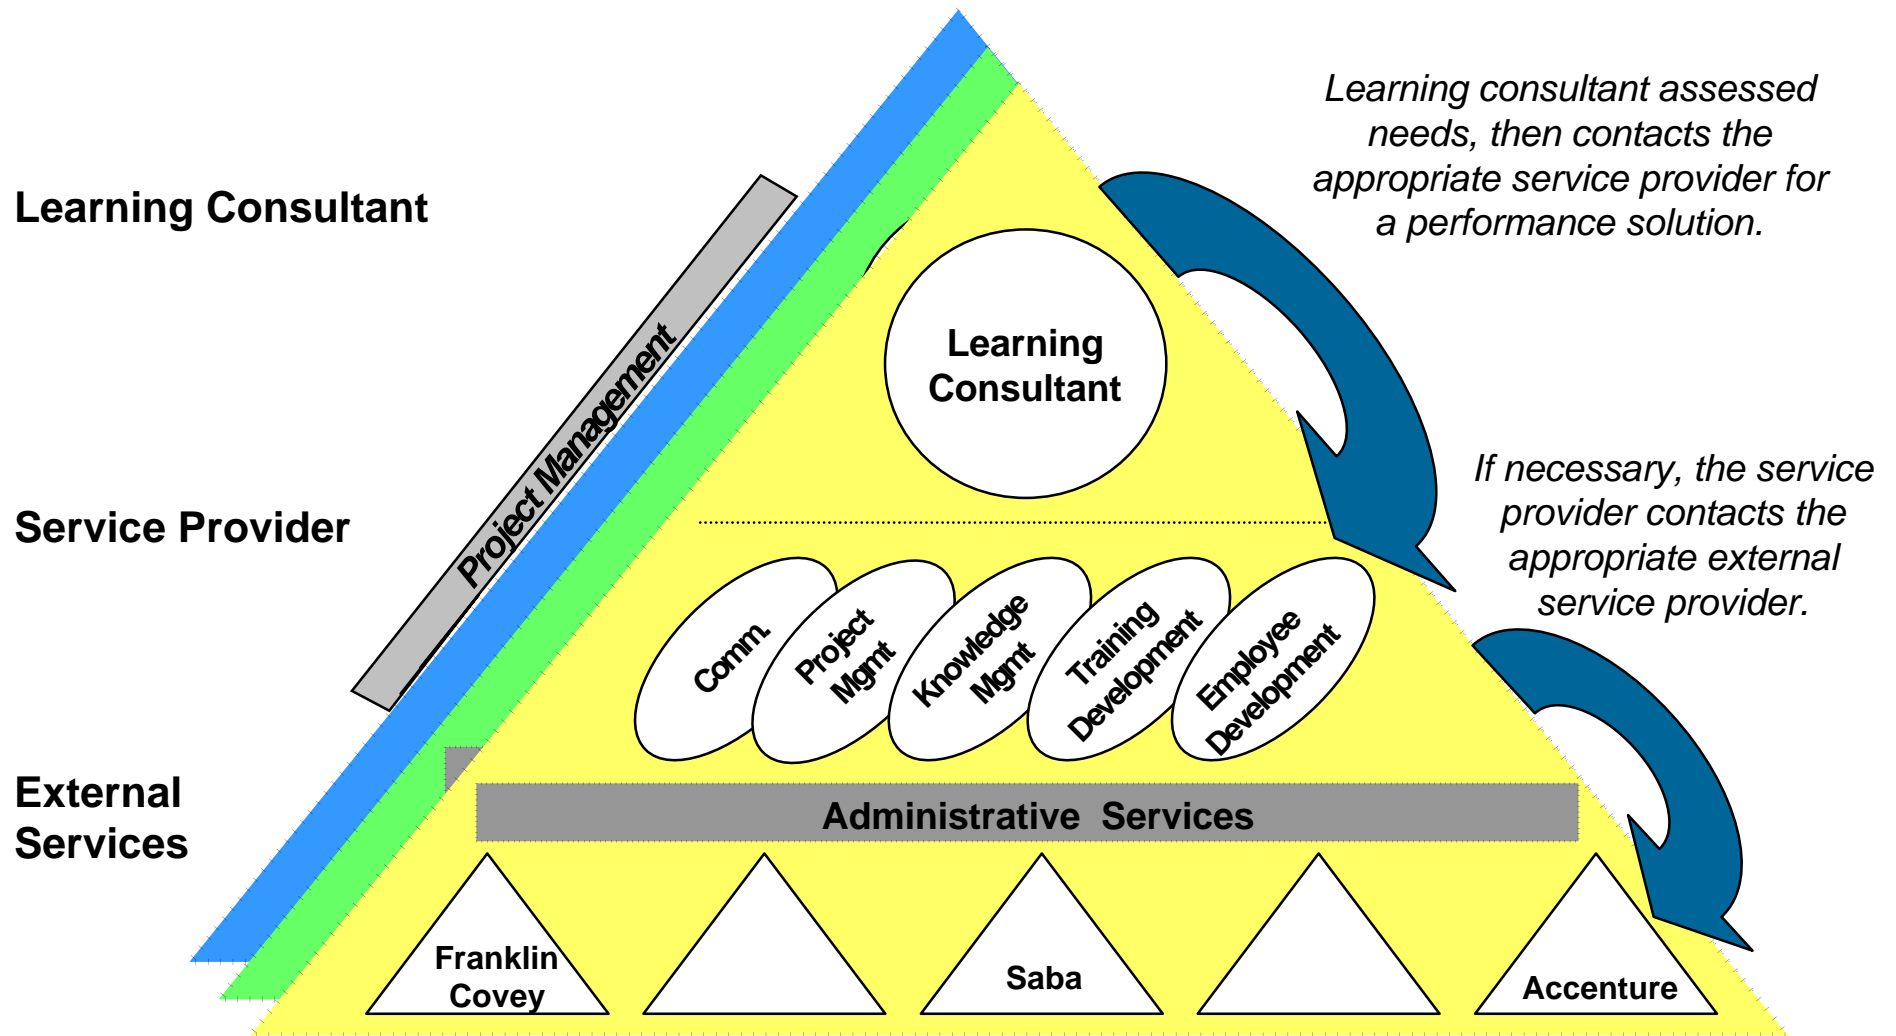 Learning consultant assessed
needs, then contacts the
appropriate service provider for
a performance solution.
Learning Consultant
Project Management
Learning
Consultant
If necessary, the service
provider contacts the
appropriate external
service provider.
Service Provider
Comm.
Project
Mgmt
Knowledge
Mgmt
Training
Development
Employee
Development
External
Services
Administrative Services
Franklin
Covey
Saba
Accenture